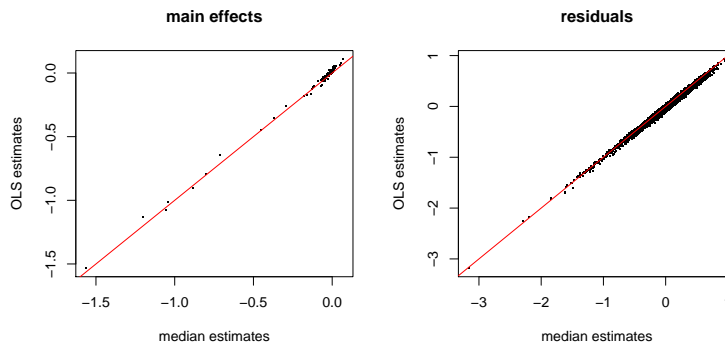 main effects
0.0
−0.5
−1.0
−1.5
OLS estimates
−1.5 −1.0 −0.5 0.0
median estimates
residuals
1
0
−1
−2
−3
OLS estimates
−3 −2 −1 0
median estimates